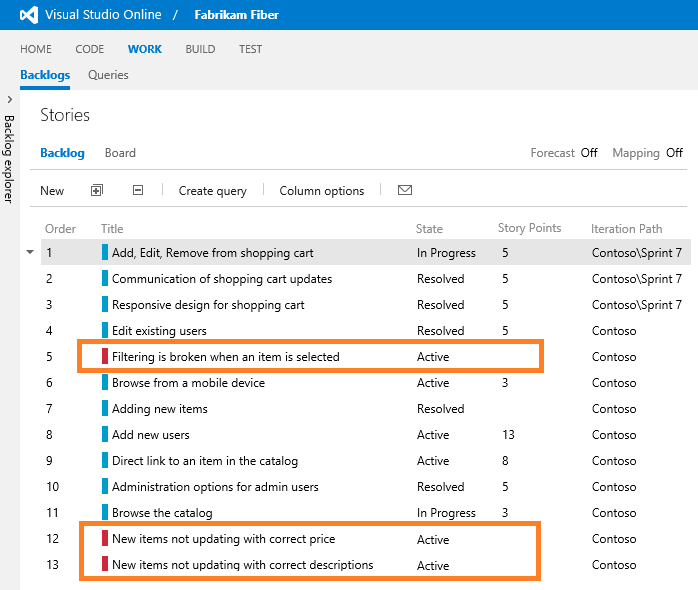 Visual Studio Online / Fabrikam Fiber
HOME CODE WORK BUILD TEST
Backlogs Queries
Backlog explorer
Stories
Backlog Board Forecast Off Mapping Off
New Create query Column options
Order Title State Story Points Iteration Path
1 Add, Edit, Remove from shopping cart In Progress 5 Contoso\Sprint 7
2 Communication of shopping cart updates Resolved 5 Contoso\Sprint 7
3 Responsive design for shopping cart Resolved 5 Contoso\Sprint 7
4 Edit existing users Resolved 5 Contoso
5 Filtering is broken when an item is selected Active Contoso
6 Browse from a mobile device Active 3 Contoso
7 Adding new items Resolved Contoso
8 Add new users Active 13 Contoso
9 Direct link to an item in the catalog Active 8 Contoso
10 Administration options for admin users Resolved 5 Contoso
11 Browse the catalog In Progress 3 Contoso
12 New items not updating with correct price Active Contoso
13 New items not updating with correct descriptions Active Contoso